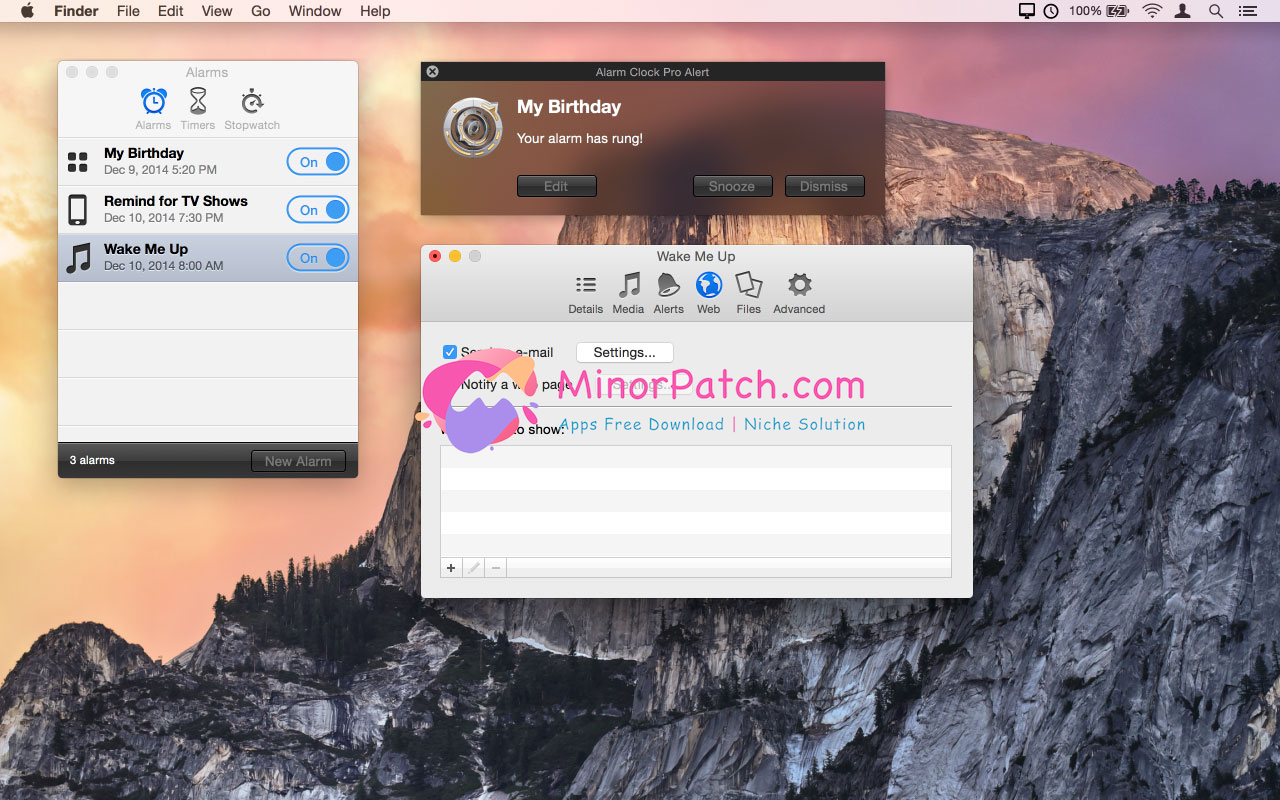 Finder File Edit View Go Window Help 100%
Alarms
Alarms Timers Stopwatch
My Birthday
Dec 9, 2014 5:20 PM
On
Remind for TV Shows
Dec 10, 2014 7:30 PM
On
Wake Me Up
Dec 10, 2014 8:00 AM
On
3 alarms New Alarm
Alarm Clock Pro Alert
My Birthday
Your alarm has rung!
Edit Snooze Dismiss
Wake Me Up
Details Media Alerts Web Files Advanced
e-mail Settings...
Notify a page Settings...
MinorPatch.com
Apps Free Download | Niche Solution
to show: